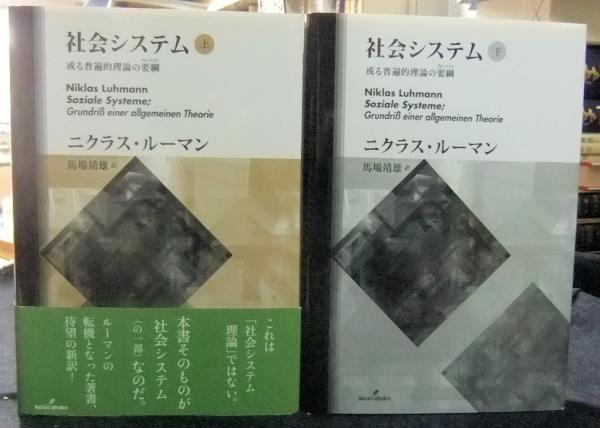 社会システム 上
或る普遍的理論の要綱
Niklas Luhmann
Soziale Systeme;
Grundriß einer allgemeinen Theorie
ニクラス・ルーマン
馬場靖雄 訳
これは
「社会システム
理論」ではない。
本書そのものが
社会システム
(の一部)なのだ。
ルーマンの
転機となった著書、
待望の新訳!
社会システム 下
或る普遍的理論の要綱
Niklas Luhmann
Soziale Systeme;
Grundriß einer allgemeinen Theorie
ニクラス・ルーマン
馬場靖雄 訳